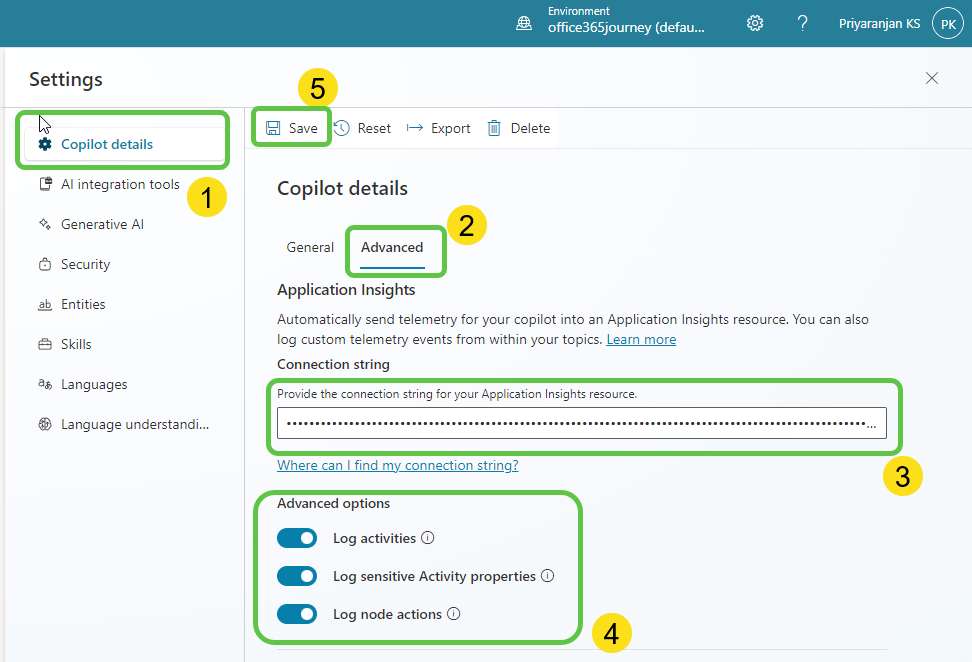 Environment
office365journey (defau...
?
Priyaranjan KS
PK
Settings
5
Save
Reset
Export
Delete
Copilot details
AI integration tools
1
Generative AI
Security
ab Entities
Skills
Languages
Language understandi...
Copilot details
2
General
Advanced
Application Insights
Automatically send telemetry for your copilot into an Application Insights resource. You can also
log custom telemetry events from within your topics. Learn more
Connection string
Provide the connection string for your Application Insights resource.
...
Where can I find my connection string?
3
Advanced options
Log activities
Log sensitive Activity properties
Log node actions
4